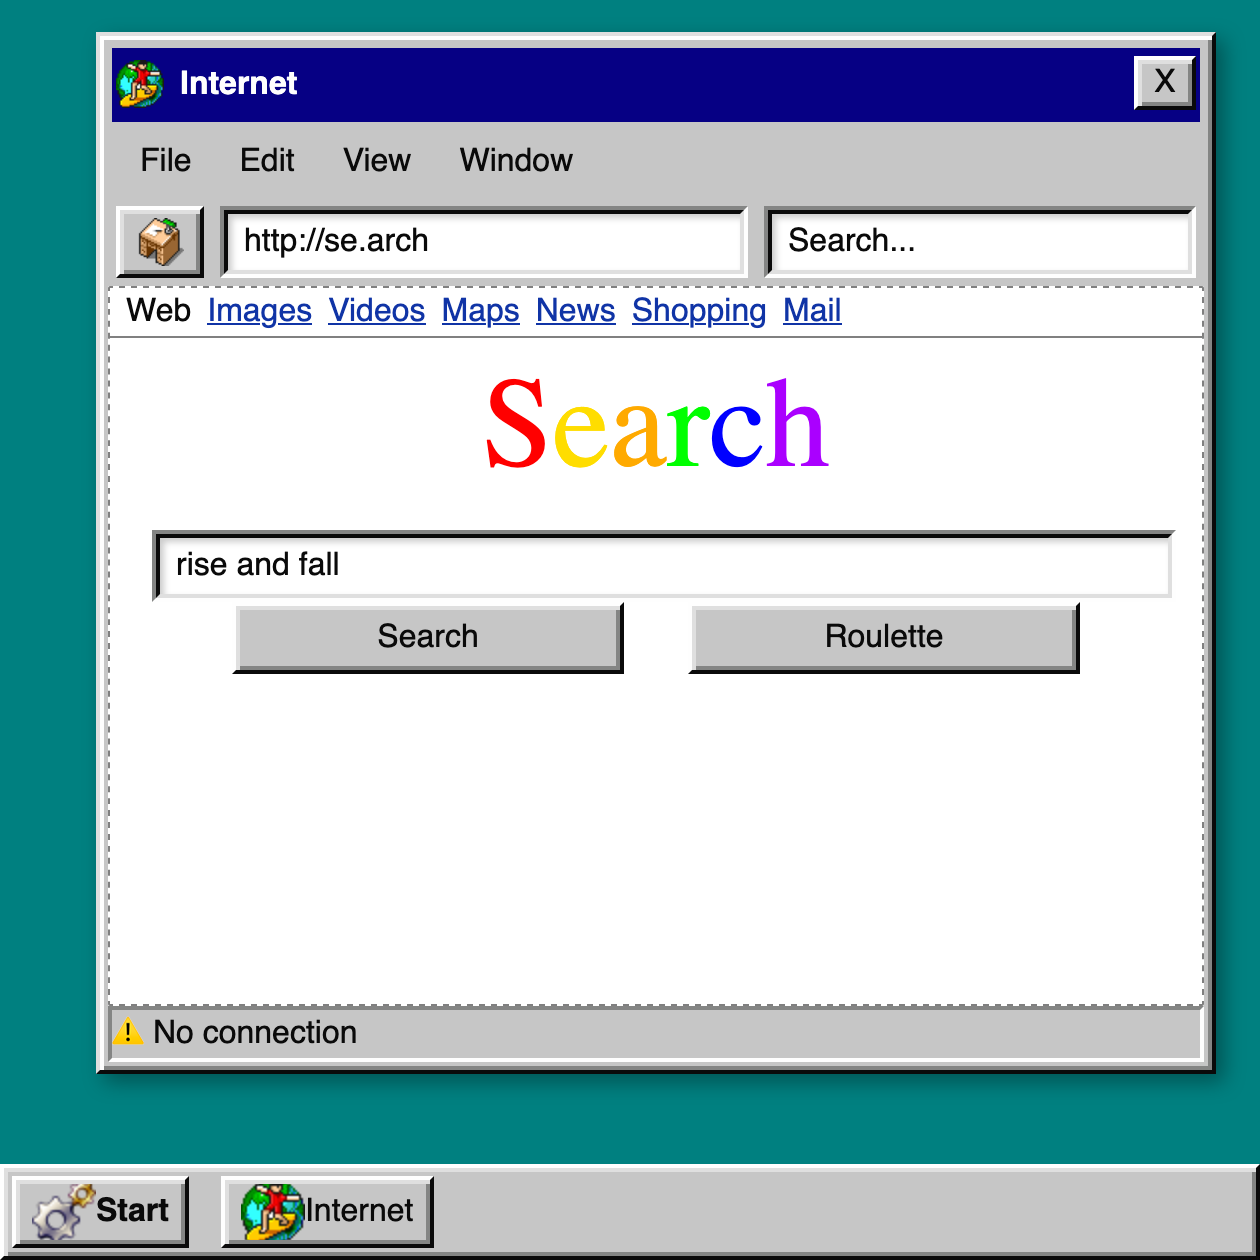 Internet X
File Edit View Window
http://se.arch Search...
Web Images Videos Maps News Shopping Mail
Search
rise and fall
Search Roulette
No connection
Start Internet